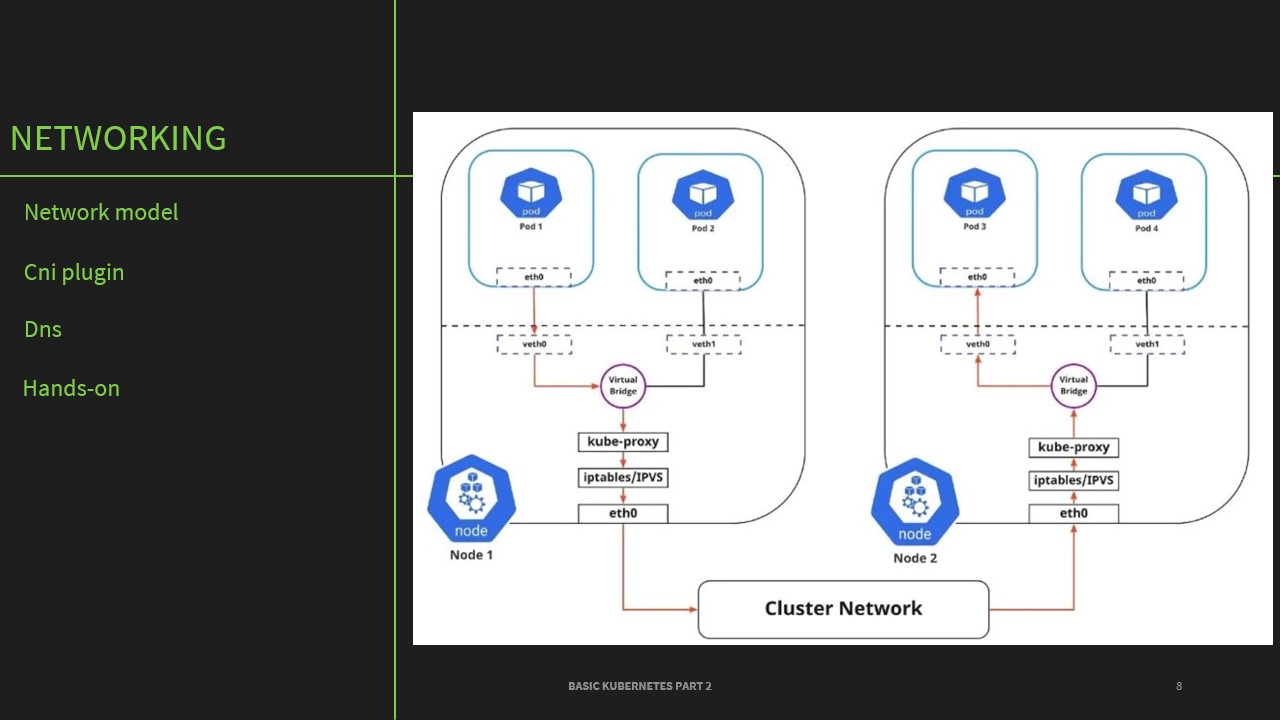 NETWORKING
Network model
Cni plugin
Dns
Hands-on
pod
Pod 1
eth0
pod
Pod 2
eth0
veth0
veth1
Virtual
Bridge
kube-proxy
iptables/IPVS
eth0
node
Node 1
pod
Pod 3
eth0
pod
Pod 4
eth0
veth0
veth1
Virtual
Bridge
kube-proxy
iptables/IPVS
eth0
node
Node 2
Cluster Network
BASIC KUBERNETES PART 2
8